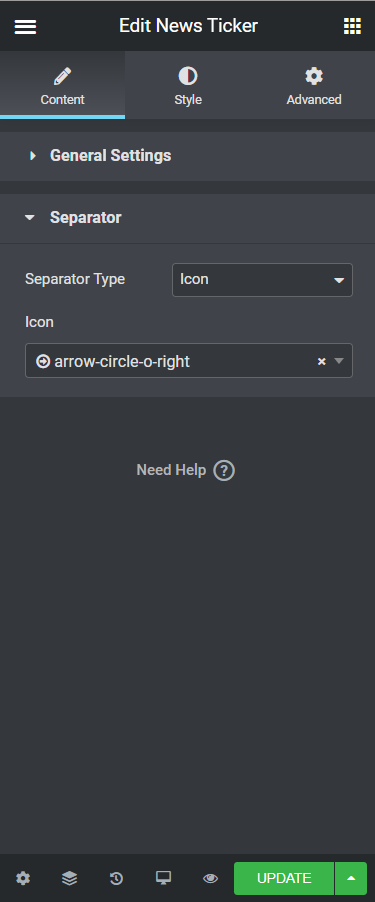 Edit News Ticker
Content Style Advanced
General Settings
Separator
Separator Type Icon
Icon
arrow-circle-o-right
Need Help ?
UPDATE